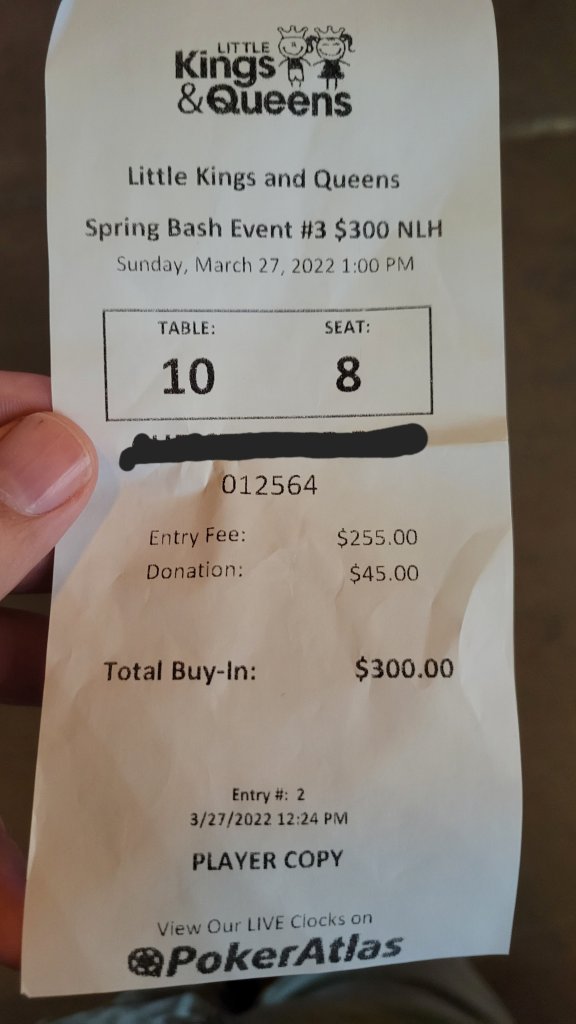 LITTLE
Kings
&Queens
Little Kings and Queens
Spring Bash Event #3 $300 NLH
Sunday, March 27, 2022 1:00 PM
TABLE: SEAT:
10 8
012564
Entry Fee: $255.00
Donation: $45.00
Total Buy-In: $300.00
Entry #: 2
3/27/2022 12:24 PM
PLAYER COPY
View Our LIVE Clocks on
PokerAtlas